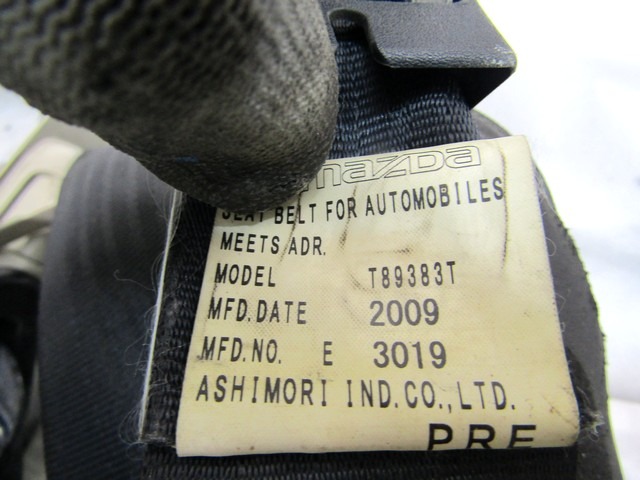 mazda
SEAT BELT FOR AUTOMOBILES
MEETS ADR.
MODEL T89383T
MFD.DATE 2009
MFD.NO. E 3019
ASHIMORI IND.CO.,LTD.
PRE